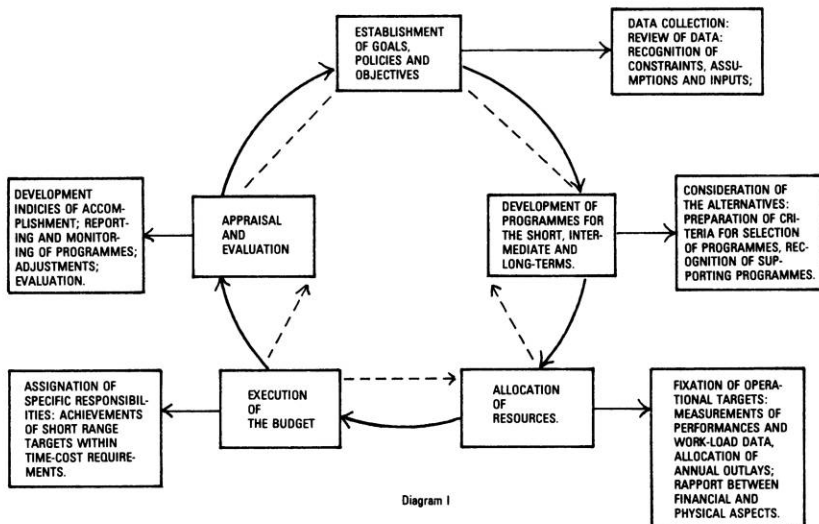 ESTABLISHMENT
OF GOALS,
POLICIES AND
OBJECTIVES
DATA COLLECTION:
REVIEW OF DATA:
RECOGNITION OF
CONSTRAINTS, ASSU-
MPTIONS AND INPUTS;
DEVELOPMENT
INDICIES OF ACCOM-
PLISHMENT; REPORT-
ING AND MONITOR-
ING OF PROGRAMMES;
ADJUSTMENTS;
EVALUATION.
APPRAISAL
AND
EVALUATION
DEVELOPMENT OF
PROGRAMMES FOR
THE SHORT, INTER-
MEDIATE AND
LONG-TERMS.
CONSIDERATION OF
THE ALTERNATIVES:
PREPARATION OF CRI-
TERIA FOR SELECTION
OF PROGRAMMES, REC-
OGNITION OF SUP-
PORTING PROGRAMMES.
ASSIGNATION OF
SPECIFIC RESPONSIBIL-
ITIES: ACHIEVEMENTS
OF SHORT RANGE
TARGETS WITHIN
TIME-COST REQUIRE-
MENTS.
EXECUTION
OF
THE BUDGET
ALLOCATION
OF
RESOURCES.
FIXATION OF OPERA-
TIONAL TARGETS:
MEASUREMENTS OF
PERFORMANCES AND
WORK-LOAD DATA,
ALLOCATION OF
ANNUAL OUTLAYS;
RAPPORT BETWEEN
FINANCIAL AND
PHYSICAL ASPECTS.
Diagram I